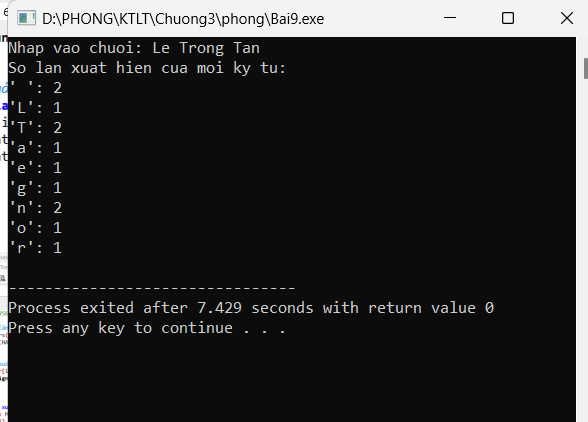 D:\PHONG\KTLT\Chuong3\phong\Bai9.exe
Nhap vao chuoi: Le Trong Tan
So lan xuat hien cua moi ky tu:
' ': 2
'L': 1
'T': 2
'a': 1
'e': 1
'g': 1
'n': 2
'o': 1
'r': 1
--------------------------------
Process exited after 7.429 seconds with return value 0
Press any key to continue . . .